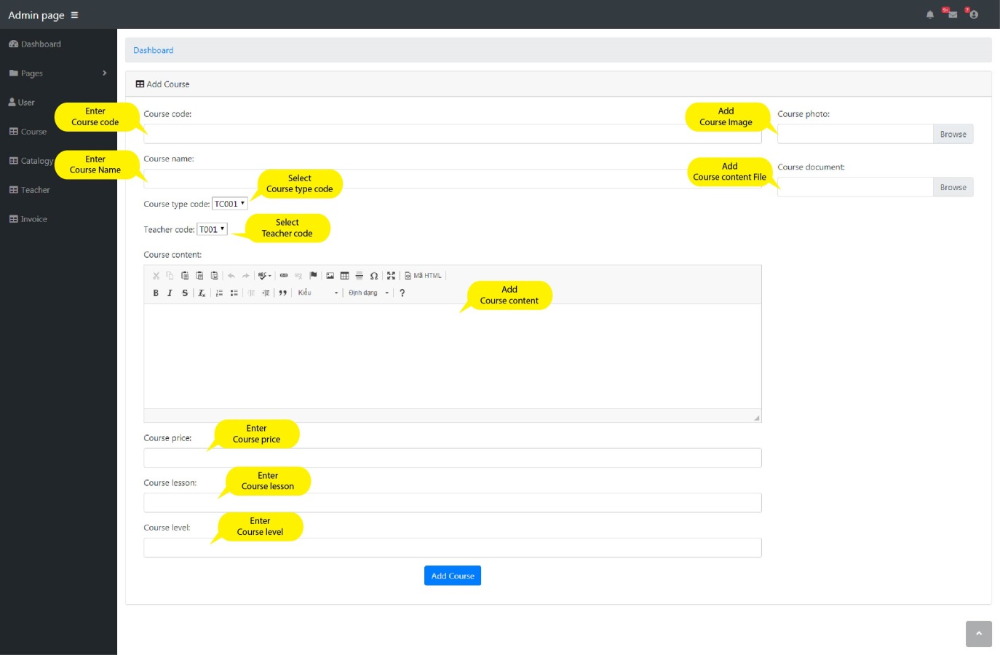 Admin page
9+
7
Dashboard
Pages
User
Course
Catalogy
Teacher
Invoice
Dashboard
Add Course
Enter
Course code
Course code:
Add
Course Image
Course photo:
Browse
Enter
Course Name
Course name:
Add
Course content File
Course document:
Browse
Select
Course type code
Course type code: TC001
Select
Teacher code
Teacher code: T001
Course content:
Mã HTML
B I S Kiểu Định dạng ?
Add
Course content
Enter
Course price
Course price:
Enter
Course lesson
Course lesson:
Enter
Course level
Course level:
Add Course